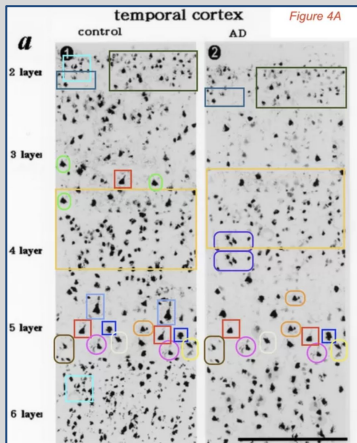 temporal cortex
Figure 4A
a
control
AD
1
2
2 layer
3 layer
4 layer
5 layer
6 layer